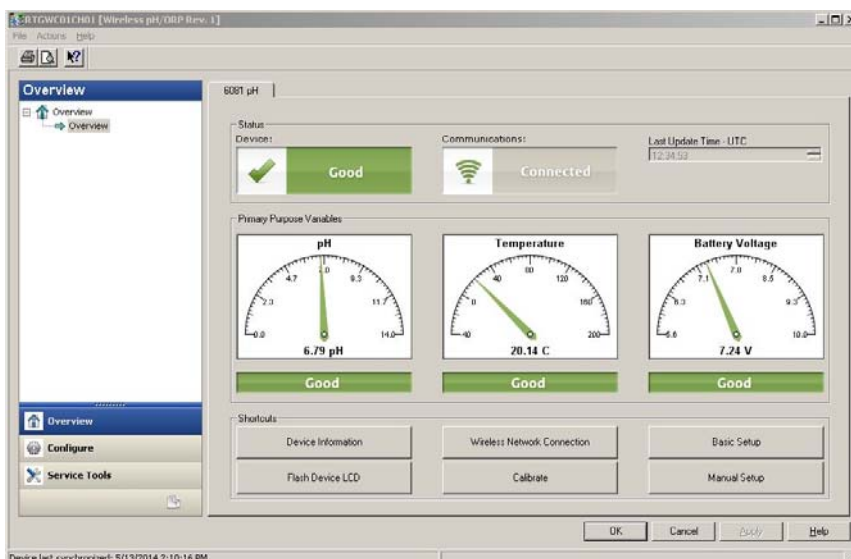 RTGWC01CH01 [Wireless pH/ORP Rev. 1]
File Actions Help
Overview
Overview
Overview
Overview
Configure
Service Tools
6081 pH
Status
Device:
Good
Communications:
Connected
Last Update Time - UTC
12:34:53
Primary Purpose Variables
pH
0.0 2.3 4.7 7.0 9.3 11.7 14.0
6.79 pH
Good
Temperature
-40 0 40 80 120 160 200
20.14 C
Good
Battery Voltage
7.1 8.5 9.3 10.0
7.24 V
Good
Shortcuts
Device Information
Wireless Network Connection
Basic Setup
Flash Device LCD
Calibrate
Manual Setup
OK Cancel Apply Help
Device last synchronized: 5/13/2014 2:10:16 PM